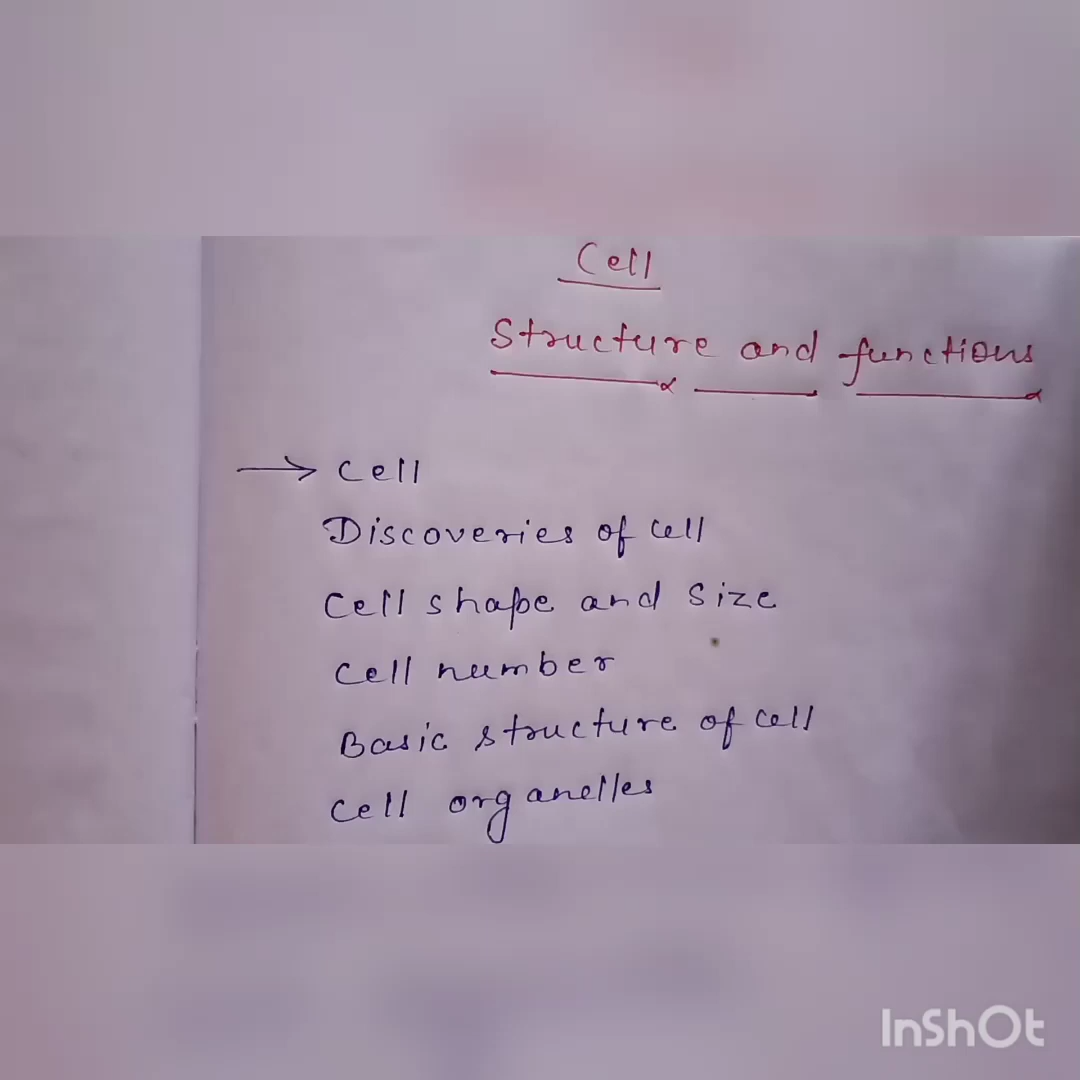 Cell
Structure and functions
→ Cell
Discoveries of cell
Cell shape and size
Cell number
Basic structure of cell
Cell organelles
InShOt